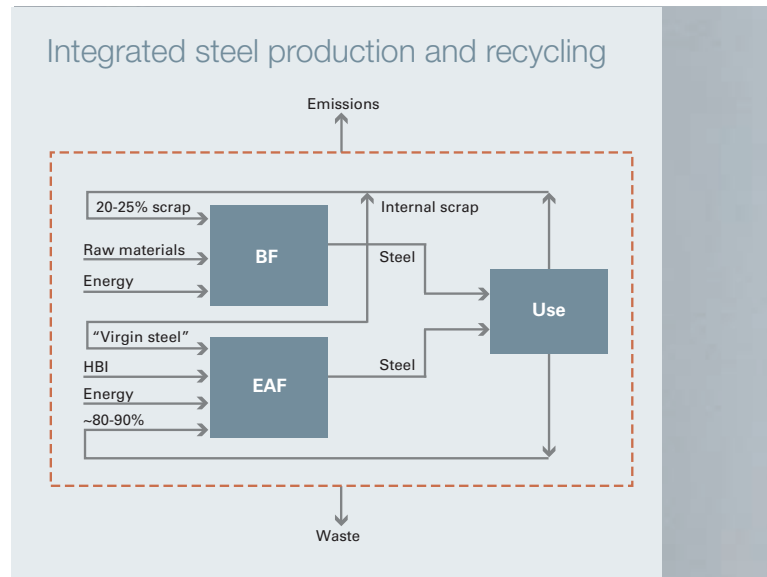 Integrated steel production and recycling
Emissions
20-25% scrap
Internal scrap
Raw materials
BF
Steel
Energy
Use
“Virgin steel”
HBI
Steel
EAF
Energy
~80-90%
Waste